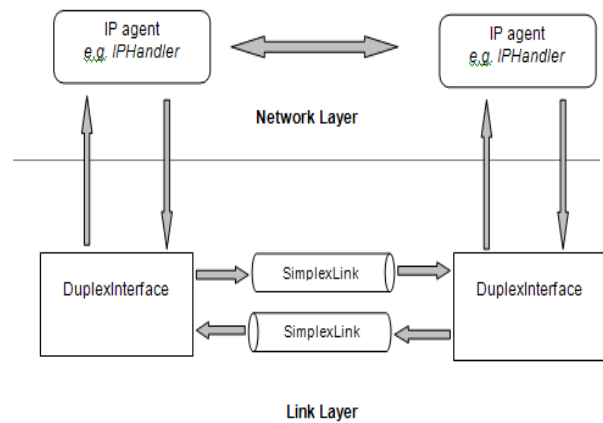 IP agent
e.g. IPHandler
IP agent
e.g. IPHandler
Network Layer
DuplexInterface
SimplexLink
DuplexInterface
SimplexLink
Link Layer